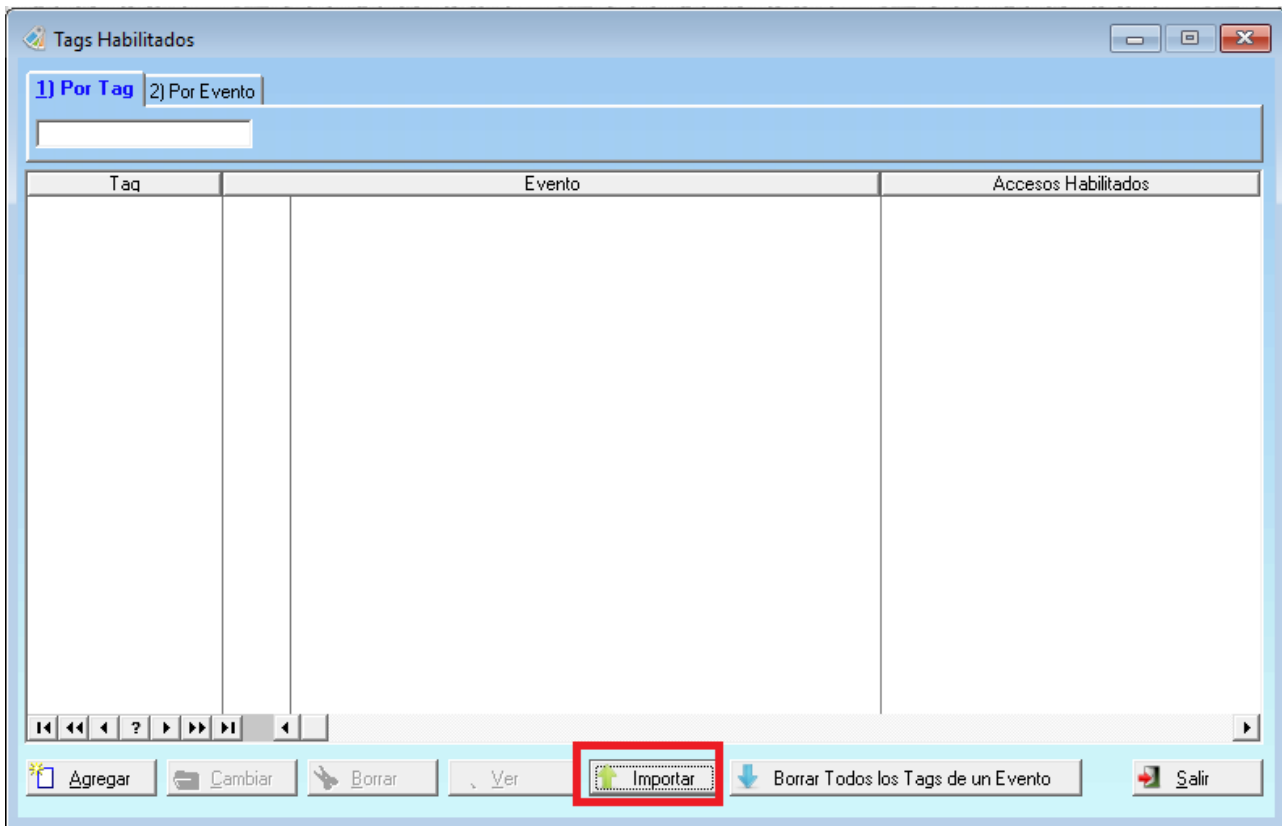 Tags Habilitados
1) Por Tag 2) Por Evento
Tag Evento Accesos Habilitados
?
Agregar Cambiar Borrar Ver Importar Borrar Todos los Tags de un Evento Salir